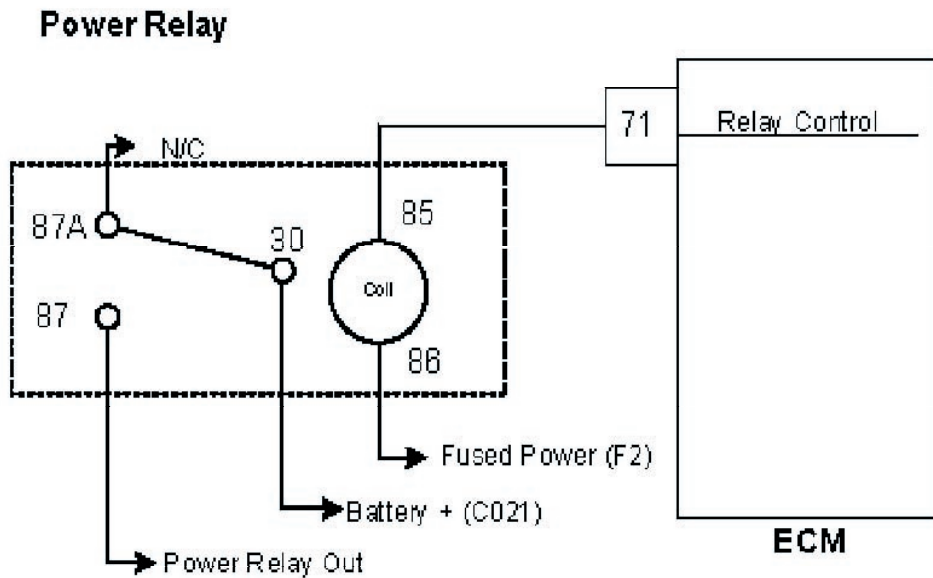 Power Relay
71
Relay Control
N/C
87A
30
85
Coil
87
86
Fused Power (F2)
Battery + (C021)
Power Relay Out
ECM